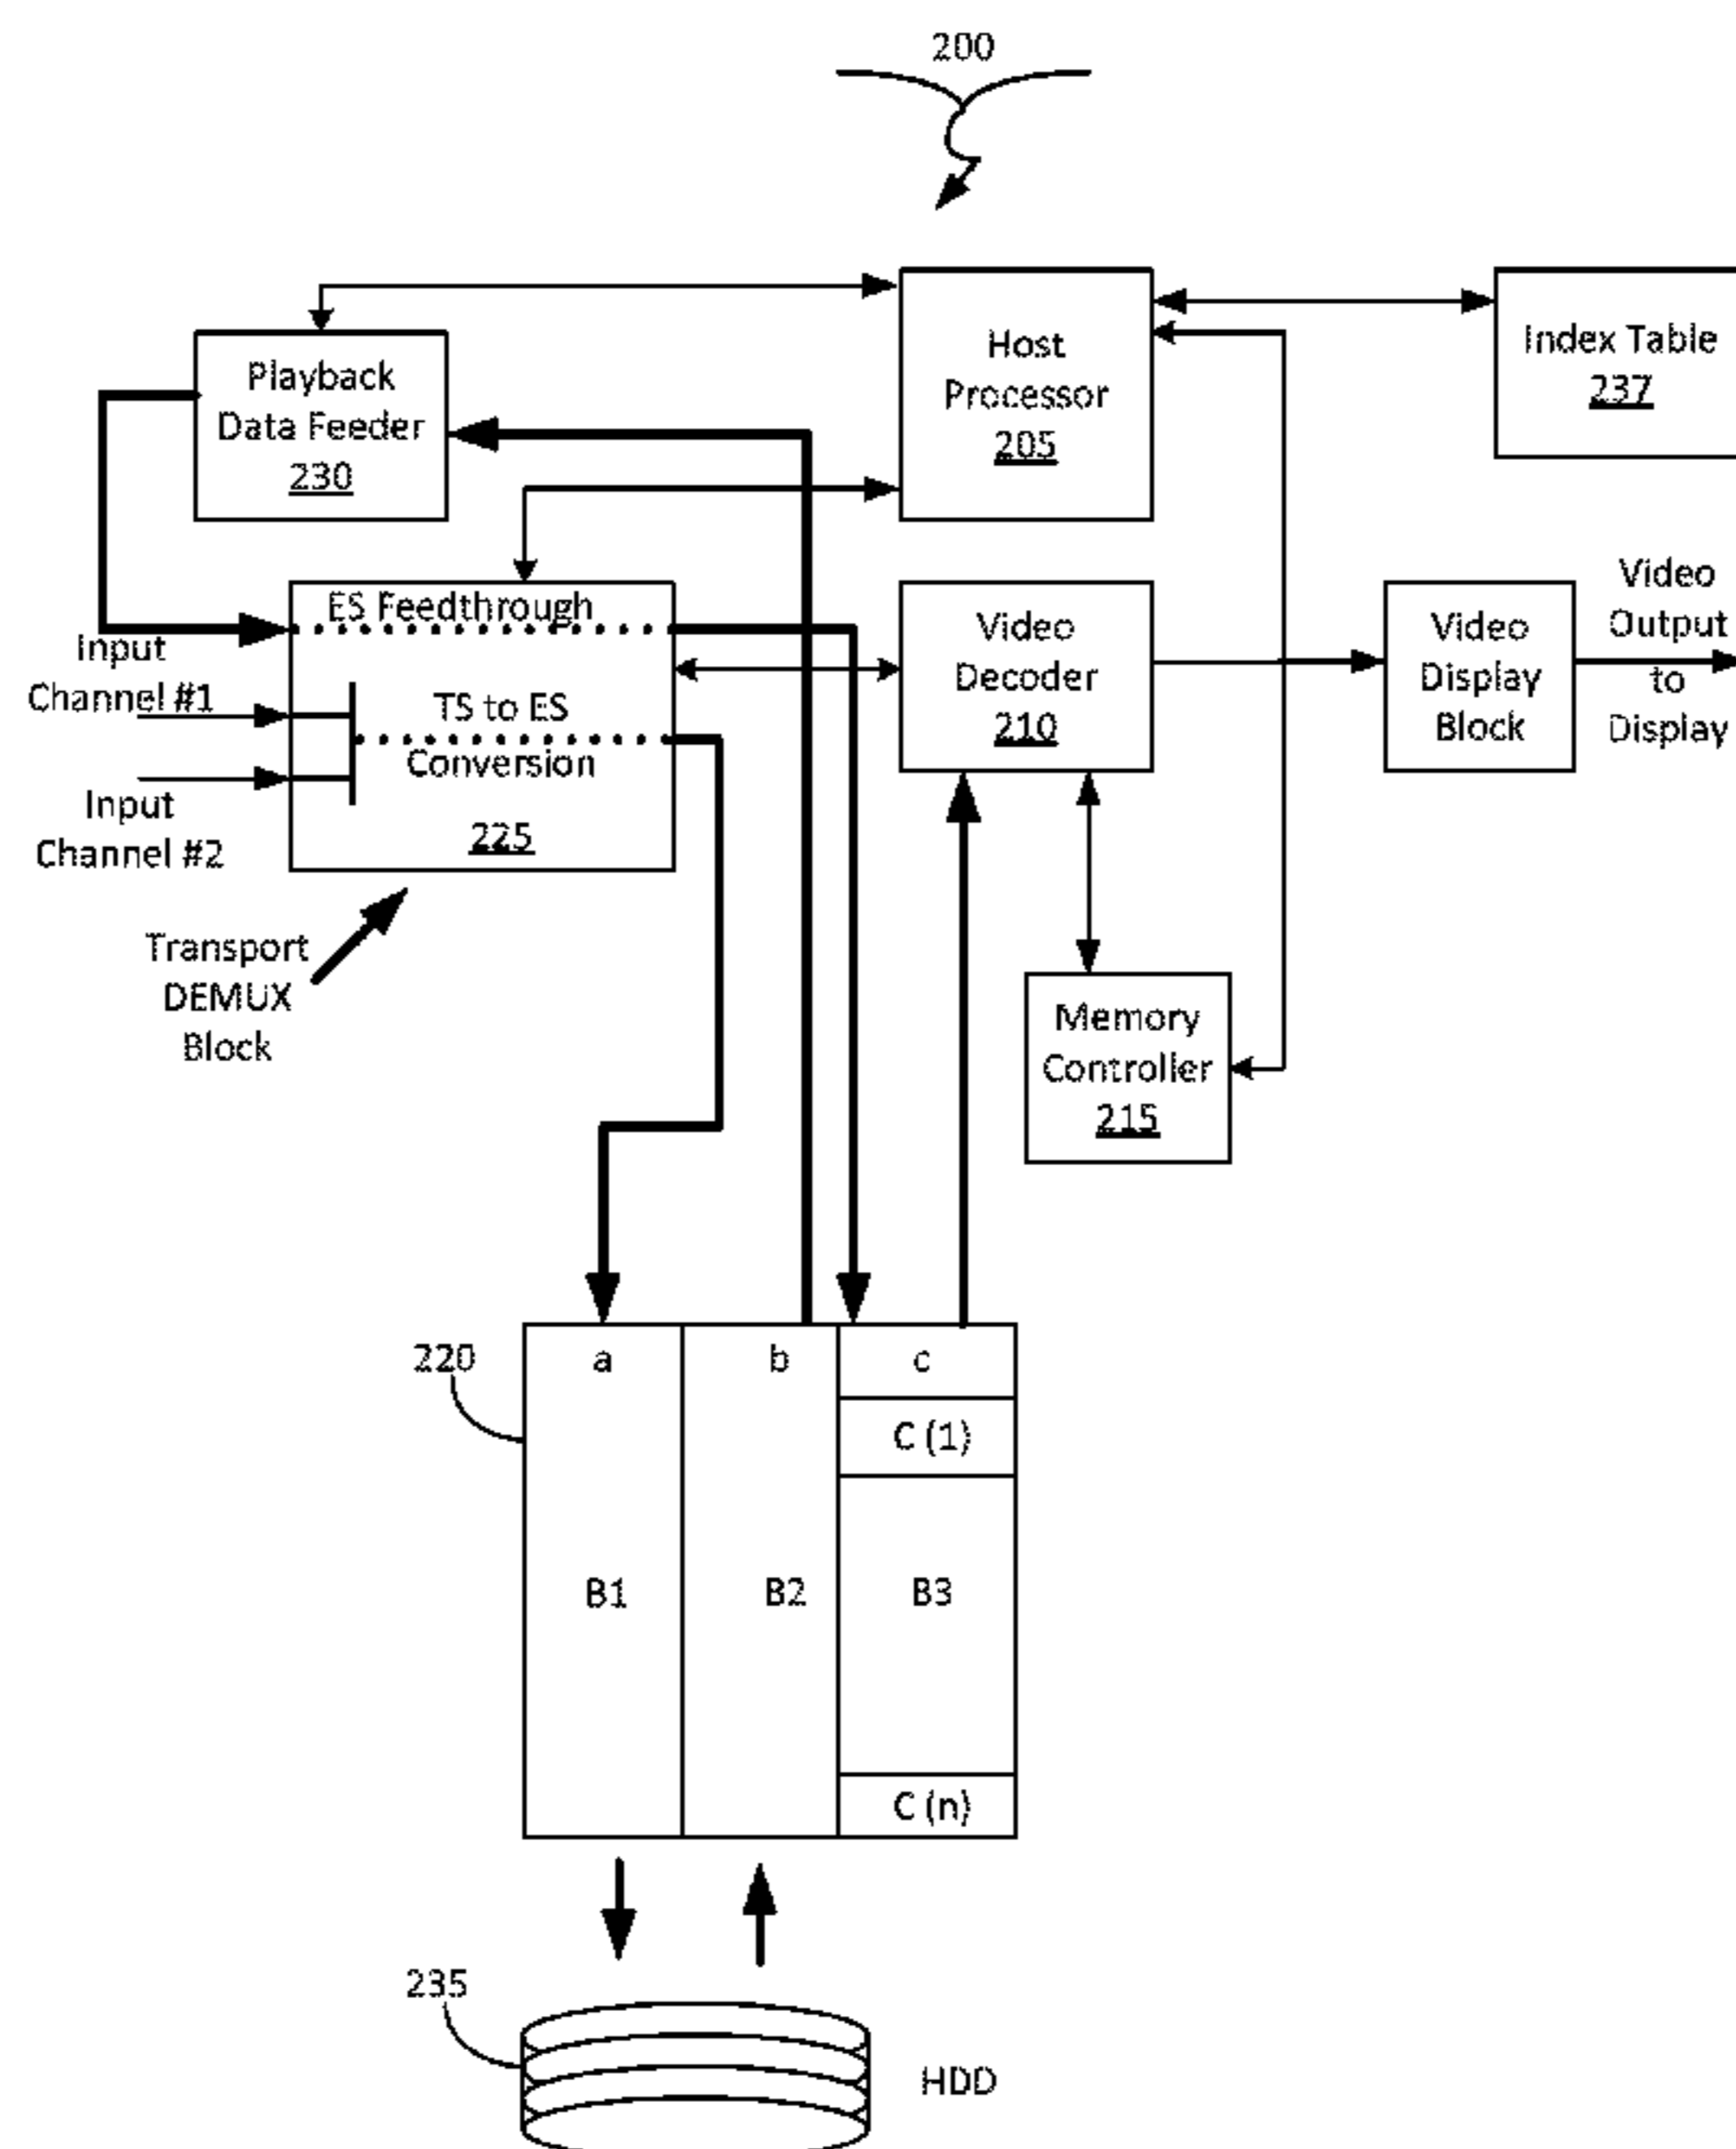 200
Host
Processor
205
Index Table
237
Playback
Data Feeder
230
ES Feedthrough
TS to ES
Conversion
225
Input
Channel #1
Input
Channel #2
Transport
DEMUX
Block
Video
Decoder
210
Video
Display
Block
Video
Output
to
Display
Memory
Controller
215
220
a
b
c
C (1)
B1
B2
B3
C (n)
235
HDD